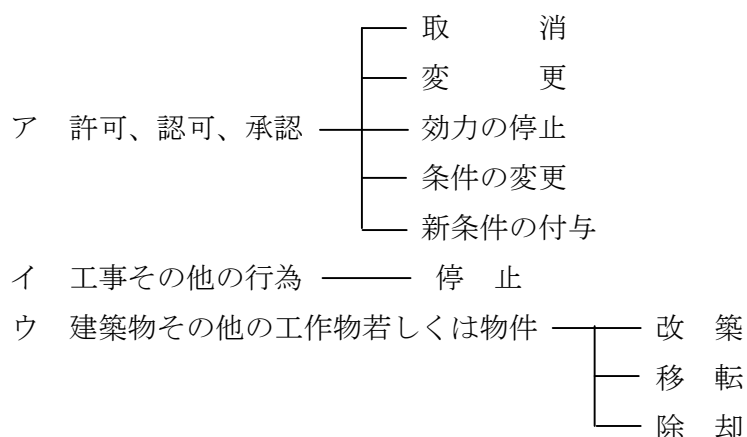 取 消
変 更
ア 許可、認可、承認 効力の停止
条件の変更
新条件の付与
イ 工事その他の行為 停 止
ウ 建築物その他の工作物若しくは物件 改 築
移 転
除 却